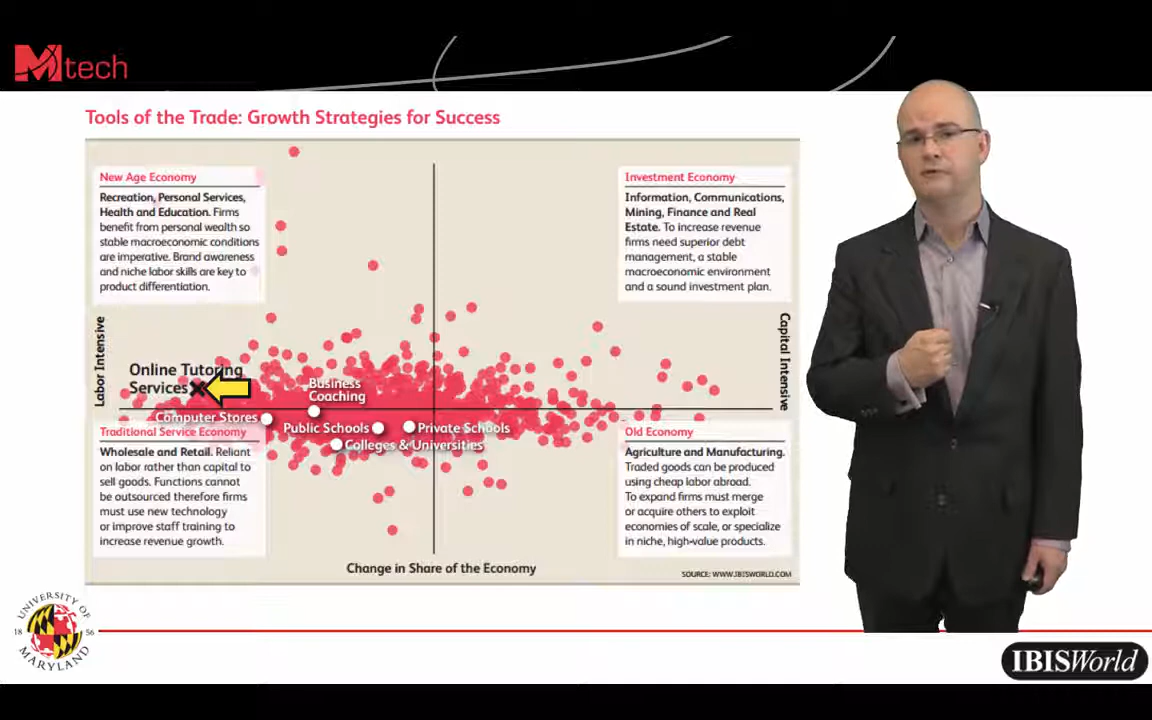 M tech
Tools of the Trade: Growth Strategies for Success
New Age Economy
Recreation, Personal Services,
Health and Education. Firms
benefit from personal wealth so
stable macroeconomic conditions
are imperative. Brand awareness
and niche labor skills are key to
product differentiation.
Investment Economy
Information, Communications,
Mining, Finance and Real
Estate. To increase revenue
firms need superior debt
management, a stable
macroeconomic environment
and a sound investment plan.
Labor Intensive
Capital Intensive
Online Tutoring
Services
Business
Coaching
Computer Stores
Public Schools
Private Schools
Colleges & Universities
Traditional Service Economy
Wholesale and Retail. Reliant
on labor rather than capital to
sell goods. Functions cannot
be outsourced therefore firms
must use new technology
or improve staff training to
increase revenue growth.
Old Economy
Agriculture and Manufacturing.
Traded goods can be produced
using cheap labor abroad.
To expand firms must merge
or acquire others to exploit
economies of scale, or specialize
in niche, high-value products.
Change in Share of the Economy
SOURCE: WWW.IBISWORLD.COM
UNIVERSITY OF
18 56
MARYLAND
IBISWorld